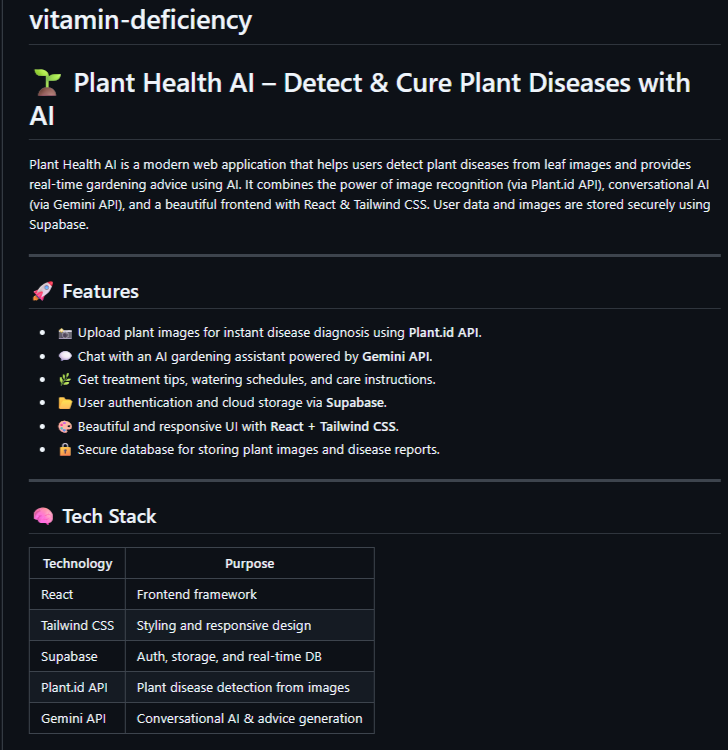 vitamin-deficiency
🌱 Plant Health AI – Detect & Cure Plant Diseases with
AI
Plant Health AI is a modern web application that helps users detect plant diseases from leaf images and provides
real-time gardening advice using AI. It combines the power of image recognition (via Plant.id API), conversational AI
(via Gemini API), and a beautiful frontend with React & Tailwind CSS. User data and images are stored securely using
Supabase.
🚀 Features
• 📸 Upload plant images for instant disease diagnosis using Plant.id API.
• 💬 Chat with an AI gardening assistant powered by Gemini API.
• 🌿 Get treatment tips, watering schedules, and care instructions.
• 📁 User authentication and cloud storage via Supabase.
• 🎨 Beautiful and responsive UI with React + Tailwind CSS.
• 🔒 Secure database for storing plant images and disease reports.
🧠 Tech Stack
Technology Purpose
React Frontend framework
Tailwind CSS Styling and responsive design
Supabase Auth, storage, and real-time DB
Plant.id API Plant disease detection from images
Gemini API Conversational AI & advice generation